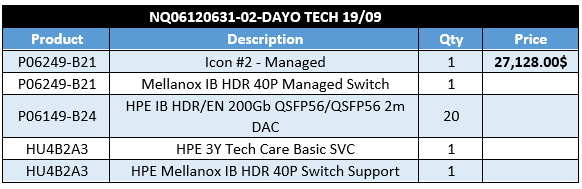 NQ06120631-02-DAYO TECH 19/09
Product Description Qty Price
P06249-B21 Icon #2 - Managed 1 27,128.00$
P06249-B21 Mellanox IB HDR 40P Managed Switch 1
P06149-B24 HPE IB HDR/EN 200Gb QSFP56/QSFP56 2m DAC 20
HU4B2A3 HPE 3Y Tech Care Basic SVC 1
HU4B2A3 HPE Mellanox IB HDR 40P Switch Support 1